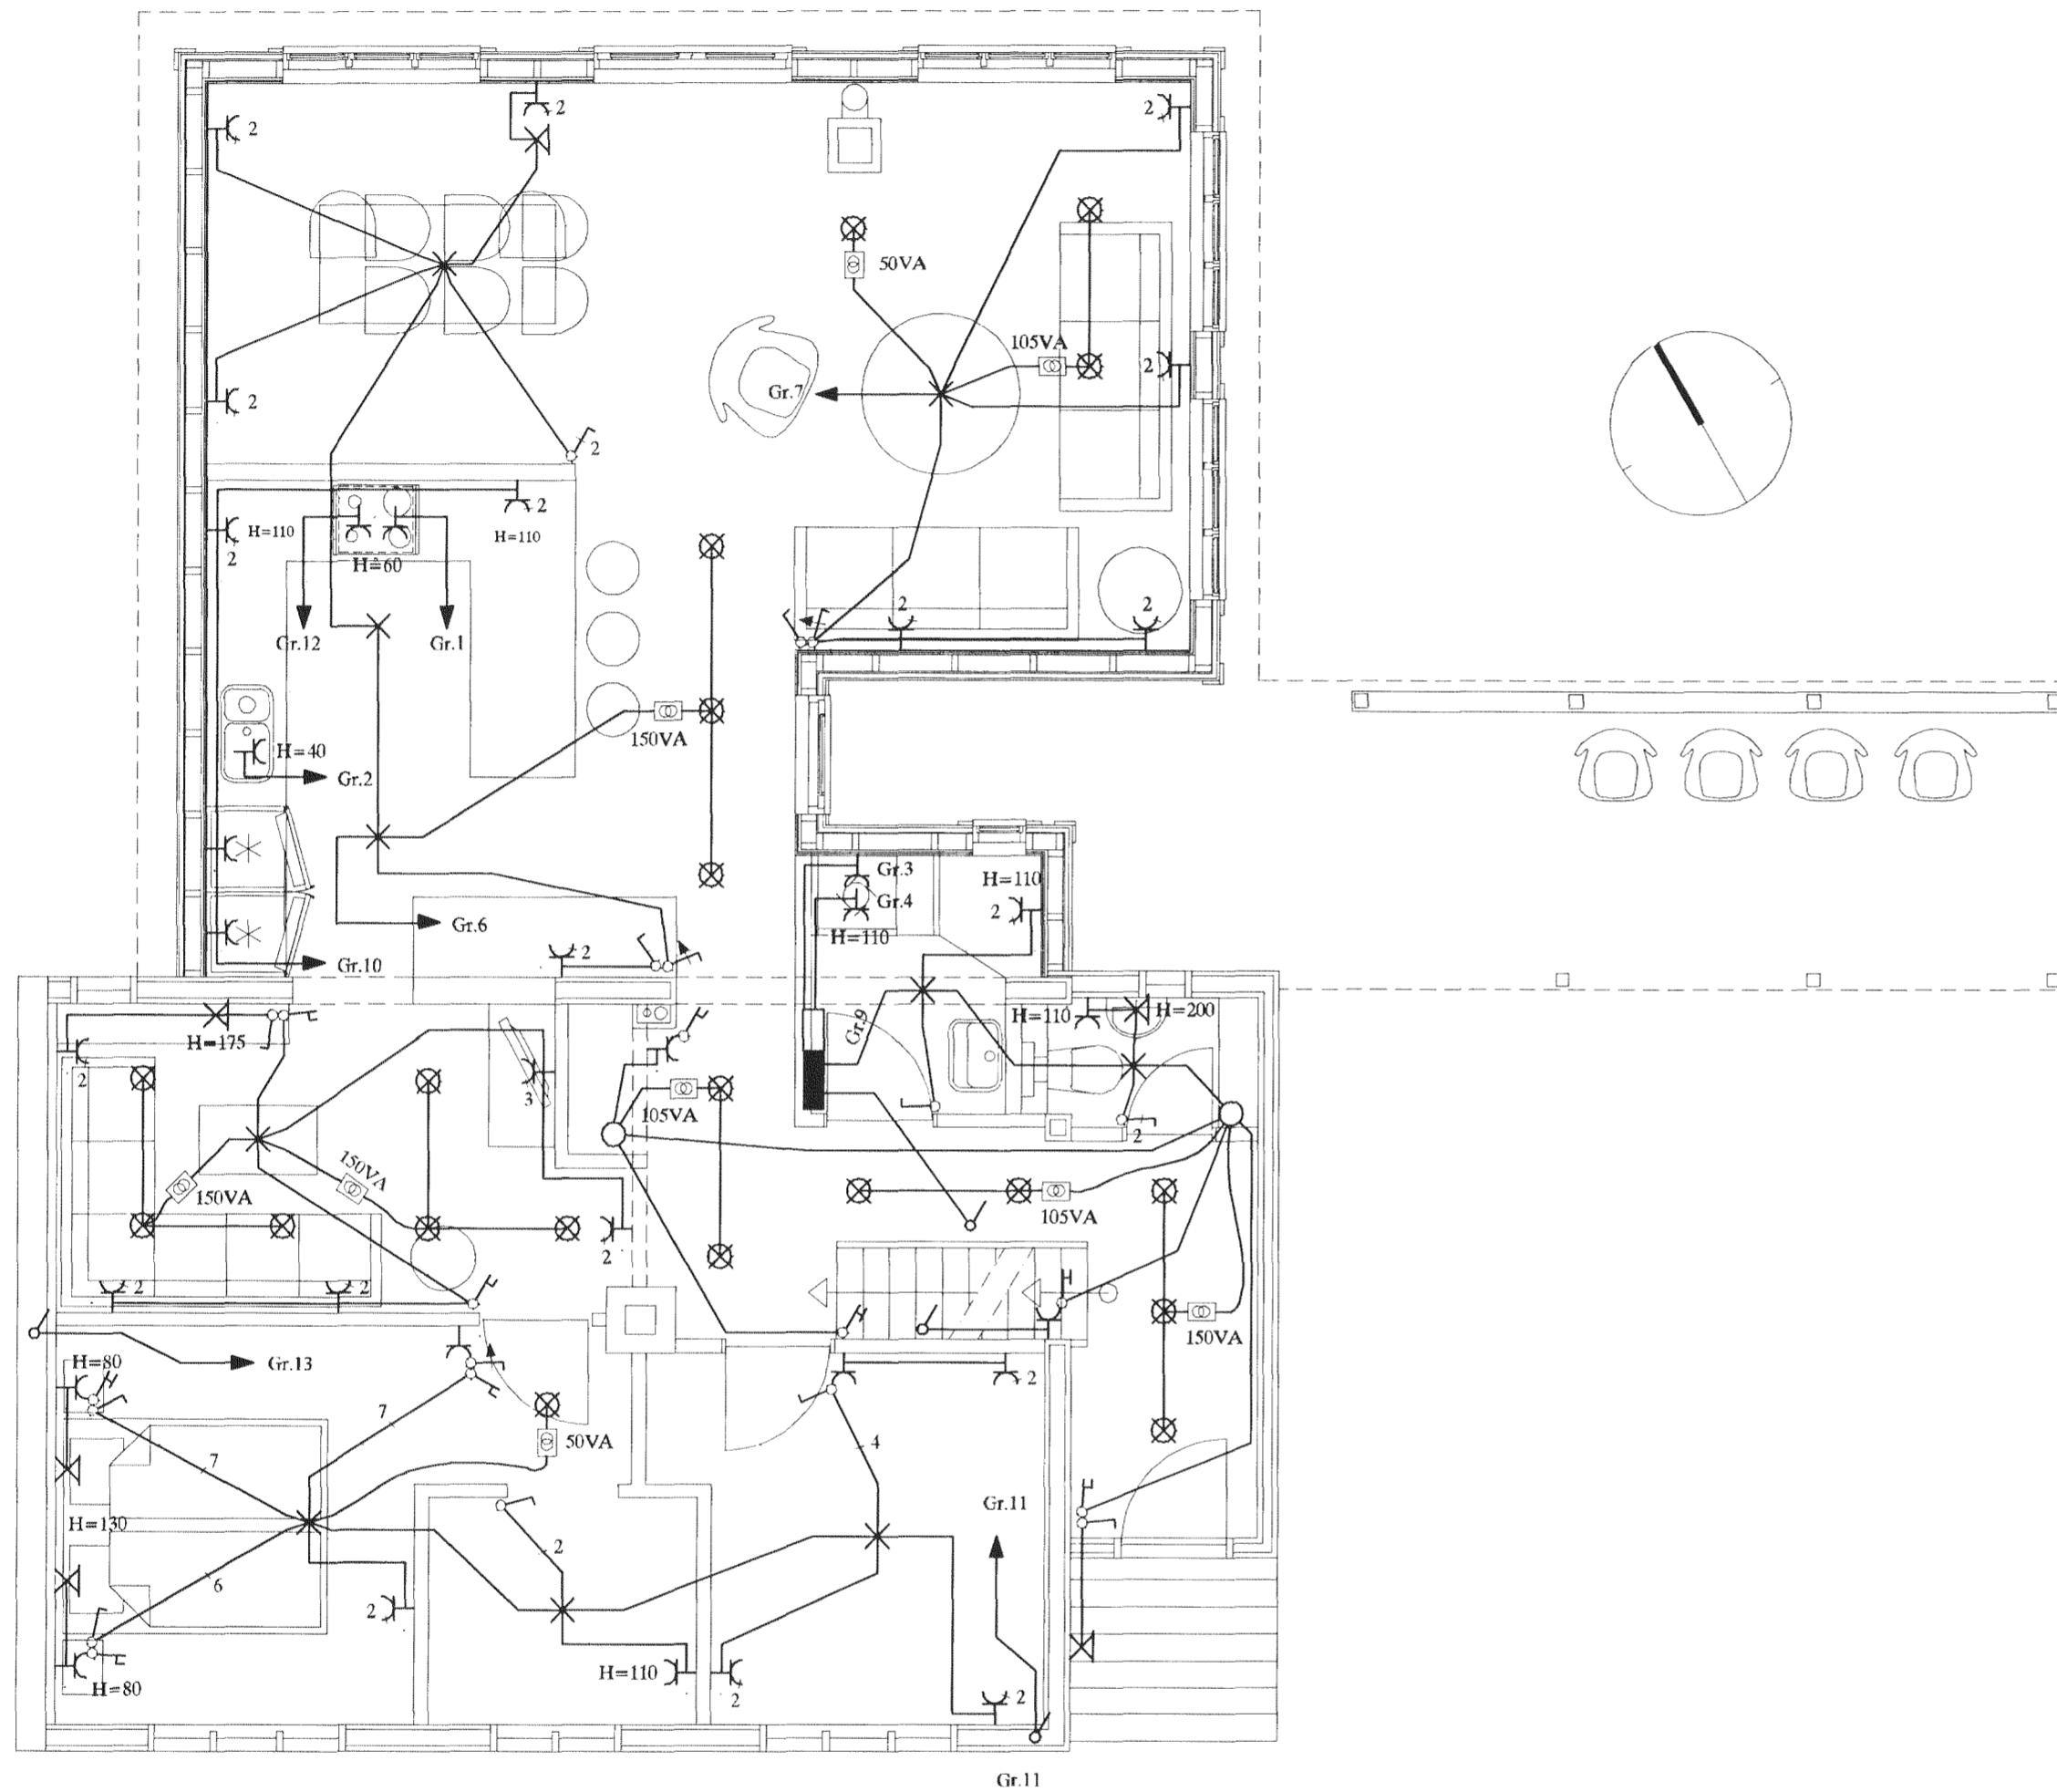 2
2
2
2
50VA
105VA
2
Gr.7
2
2
2
H=110
2
H=110
H=60
2
Gr.12
Gr.1
150VA
H=40
Gr.2
Gr.3
H=110
Gr.4
2
Gr.6
H=110
2
Gr.10
H=110
H=200
H=175
Gr.9
2
3
105VA
2
150VA
150VA
105VA
2
2
2
150VA
Gr.13
H=80
2
7
50VA
4
7
Gr.11
H=130
2
6
2
H=110
H=80
2
2
Gr.11